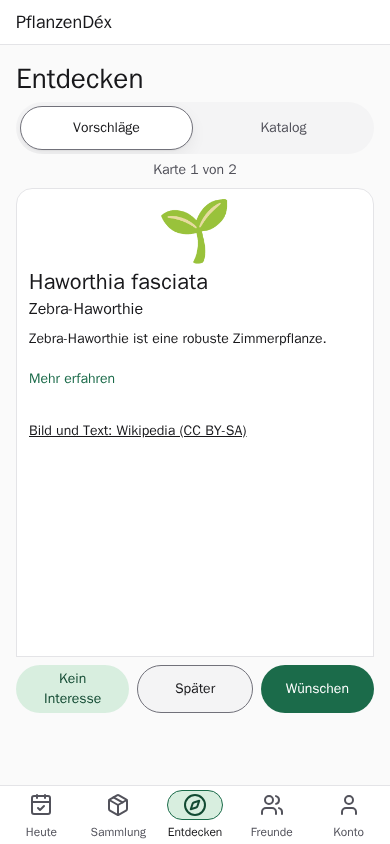 PflanzenDéx
Entdecken
Vorschläge
Katalog
Karte 1 von 2
Haworthia fasciata
Zebra-Haworthie
Zebra-Haworthie ist eine robuste Zimmerpflanze.
Mehr erfahren
Bild und Text: Wikipedia (CC BY-SA)
Kein
Interesse
Später
Wünschen
Heute
Sammlung
Entdecken
Freunde
Konto